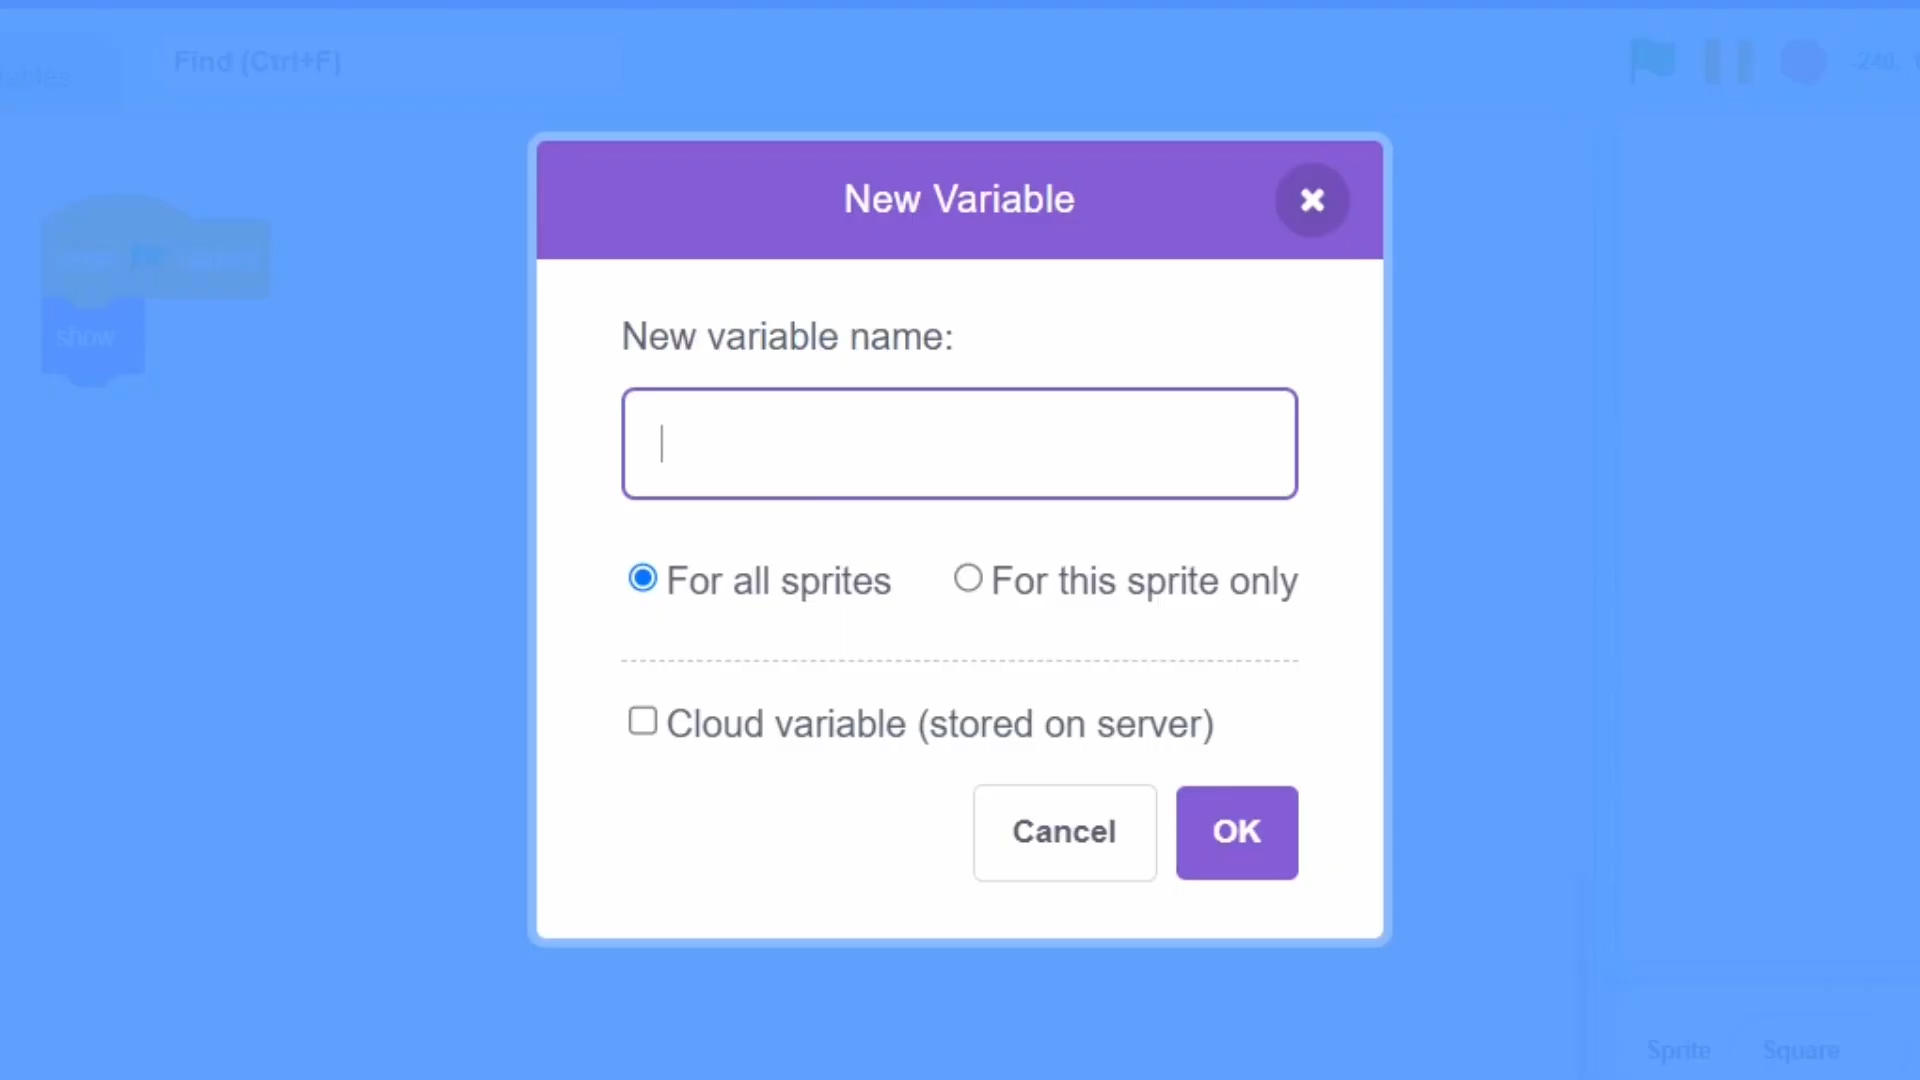 Find (Ctrl+F)
New Variable
New variable name:
For all sprites
For this sprite only
show
Cloud variable (stored on server)
Cancel
OK
Sprite
Square